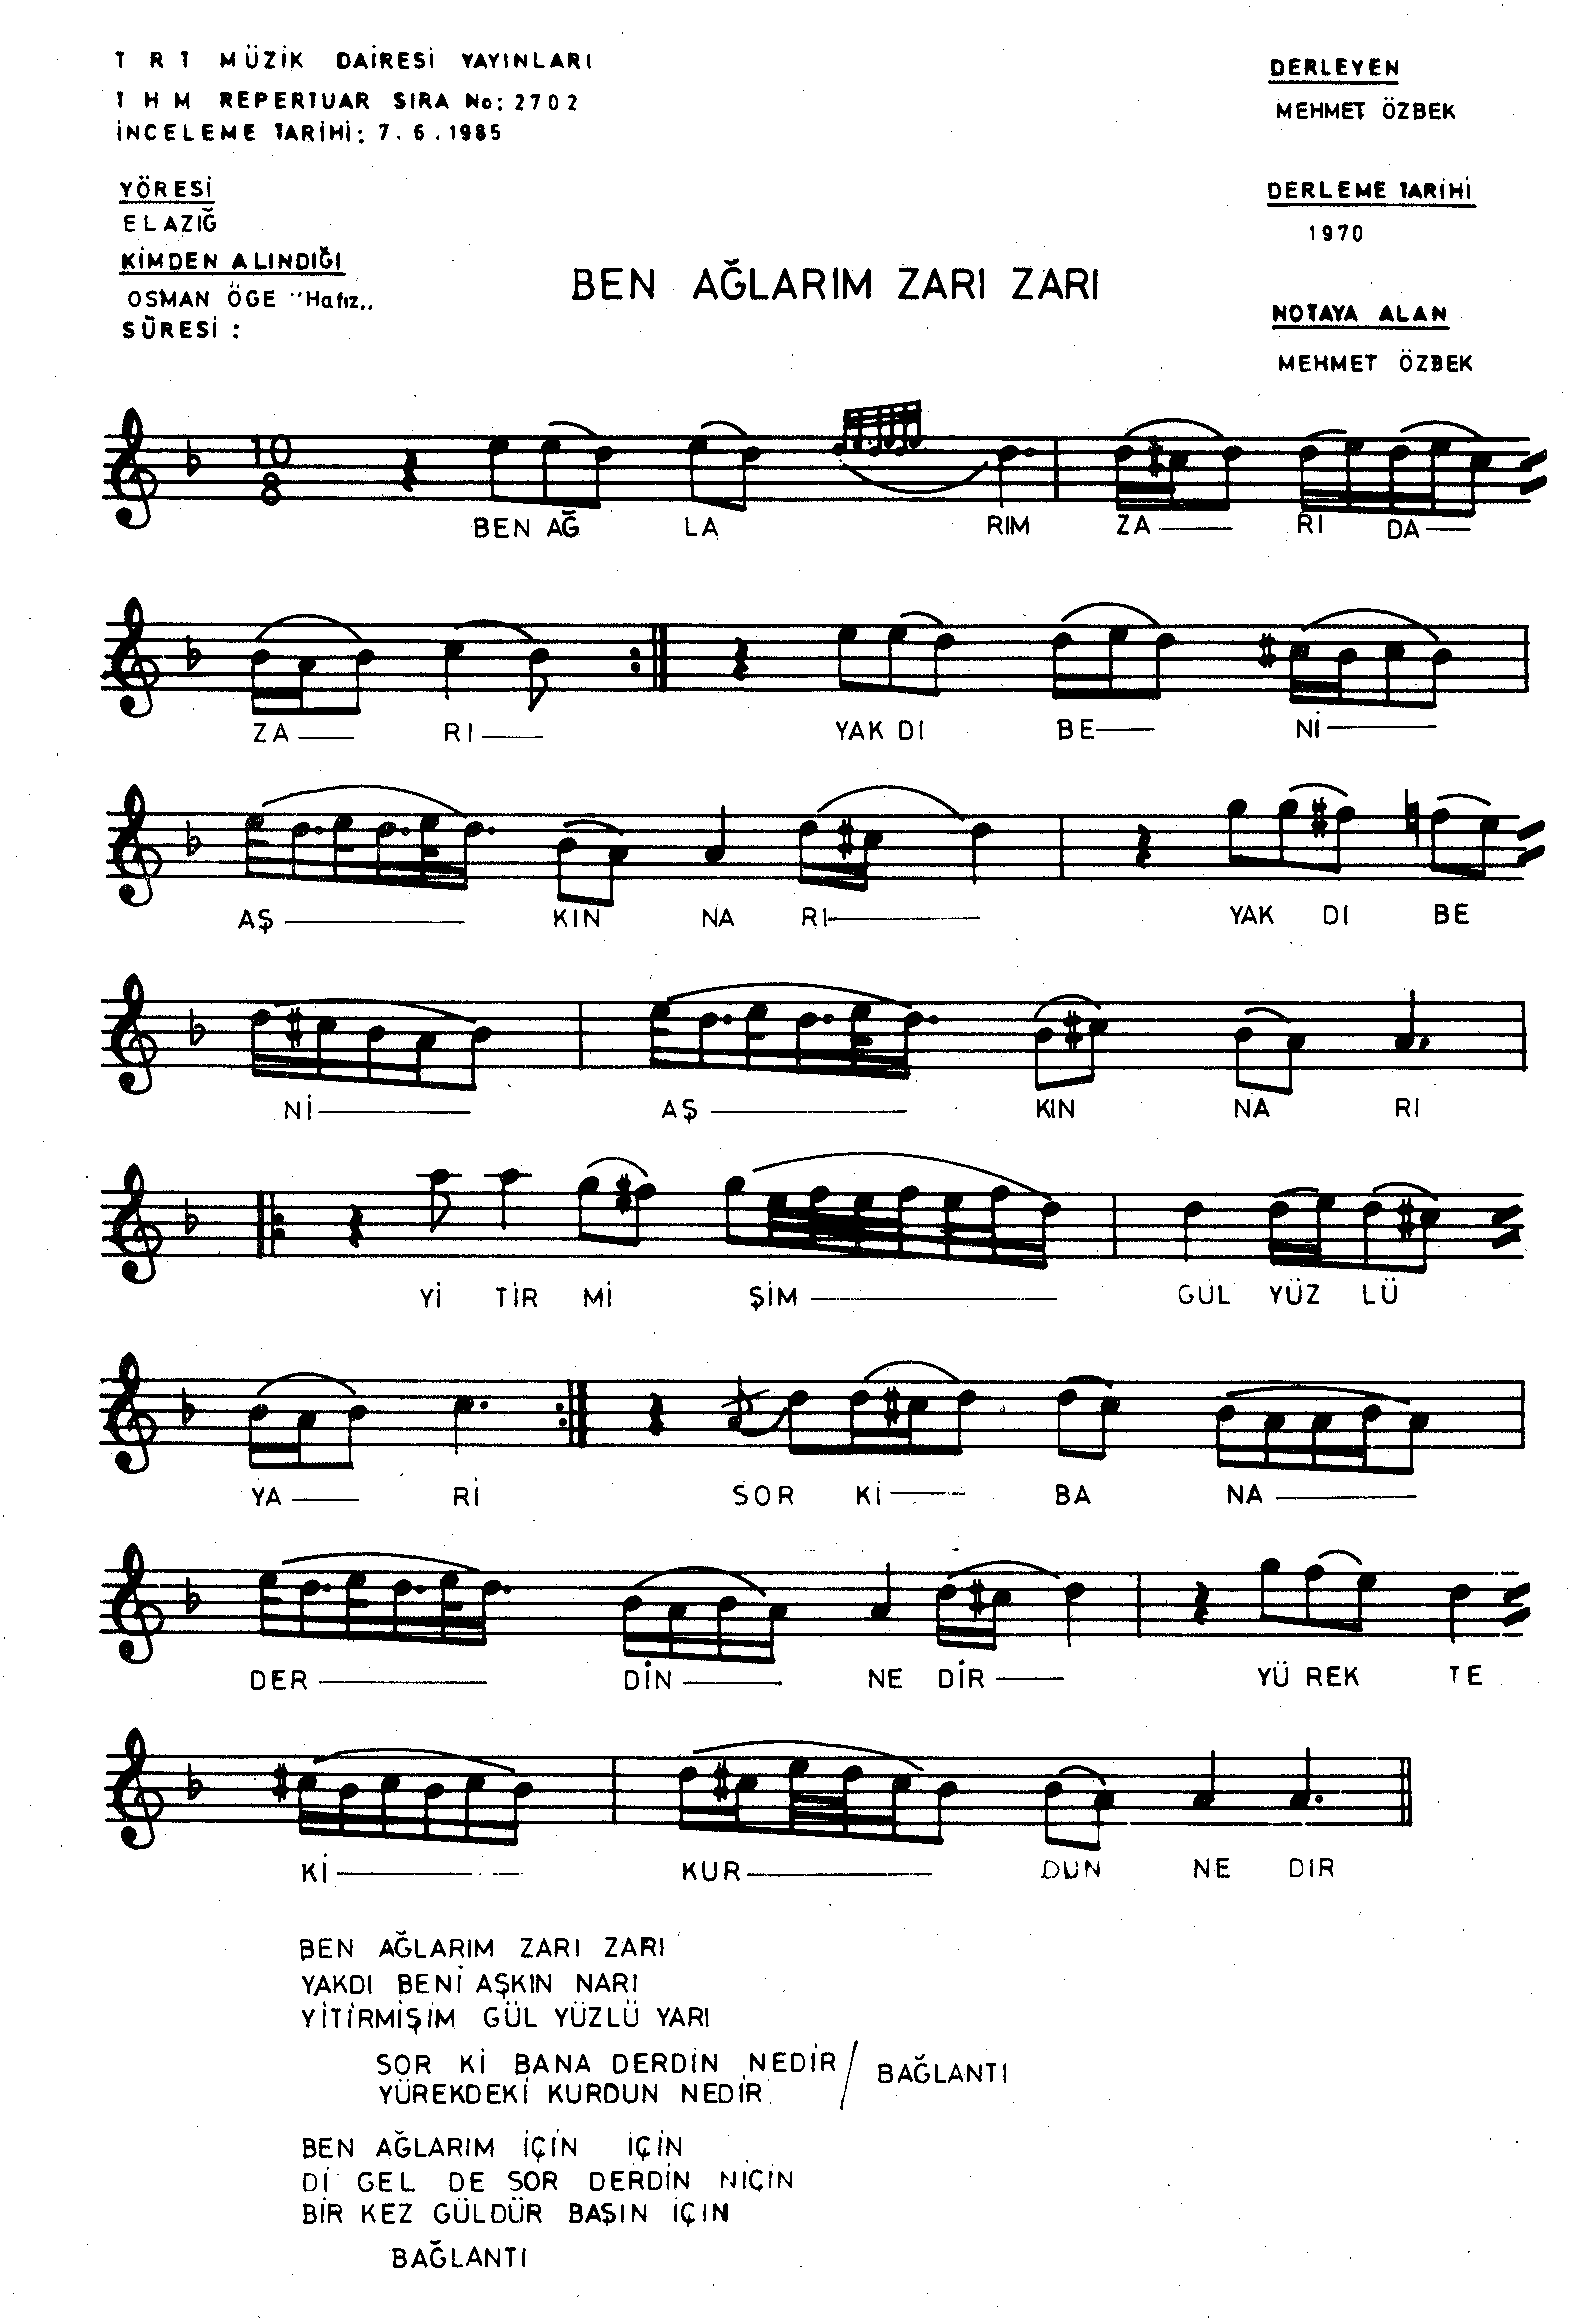 T R T MÜZİK DAİRESİ YAYINLARI
T H M REPERTUAR SIRA No: 2702
İNCELEME TARİHİ: 7.6.1985
DERLEYEN
MEHMET ÖZBEK
YÖRESİ
ELAZIĞ
DERLEME TARİHİ
1970
KİMDEN ALINDIĞI
OSMAN ÖGE "Hafız„
SÜRESİ :
BEN AĞLARIM ZARI ZARI
NOTAYA ALAN
MEHMET ÖZBEK
10
8
BEN AĞ LA RIM ZA RI DA
ZA RI YAK DI BE Nİ
AŞ KIN NA RI YAK DI BE
Nİ AŞ KIN NA RI
Yİ TİR Mİ ŞİM GÜL YÜZ LÜ
YA Rİ SOR Kİ BA NA
DER DİN NE DİR YÜ REK TE
Kİ KUR DUN NE DIR
BEN AĞLARIM ZARI ZARI
YAKDI BENİ AŞKIN NARI
YİTİRMİŞİM GÜL YÜZLÜ YARI
SOR Kİ BANA DERDİN NEDİR
YÜREKDEKİ KURDUN NEDİR / BAĞLANTI
BEN AĞLARIM İÇİN İÇİN
Dİ GEL DE SOR DERDİN NİÇİN
BİR KEZ GÜLDÜR BAŞIN İÇİN
BAĞLANTI